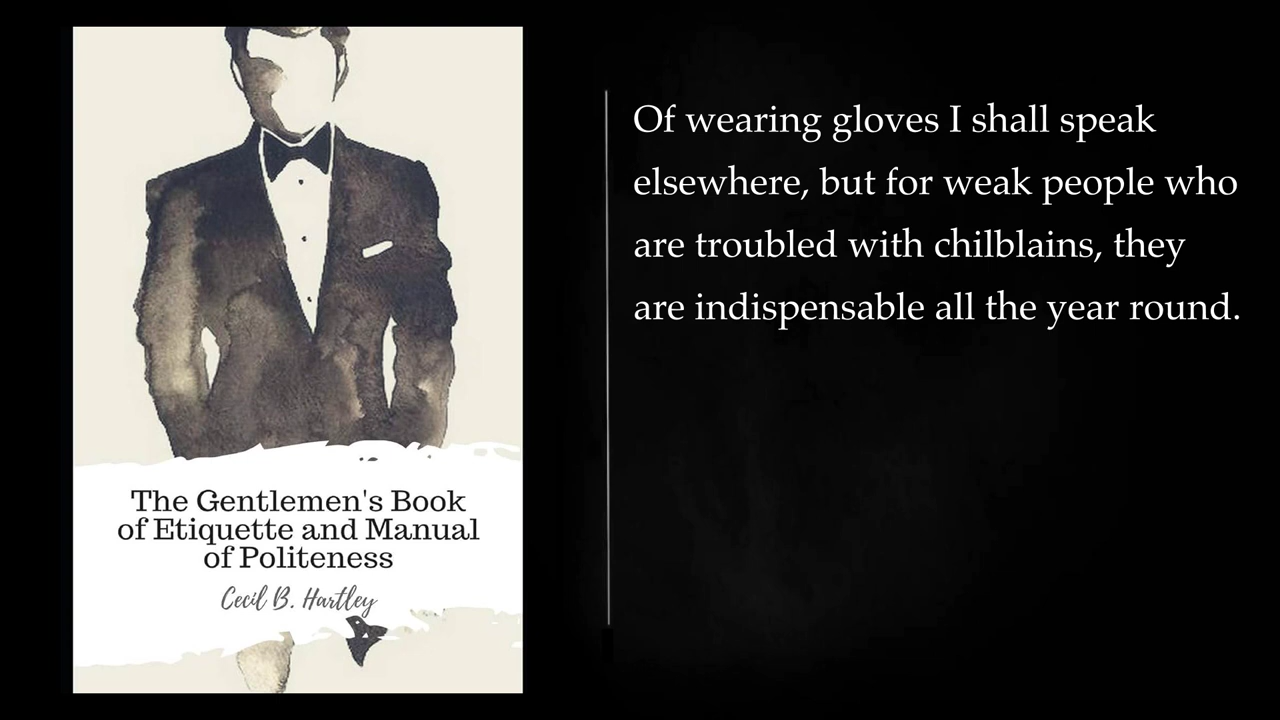 The Gentlemen's Book
of Etiquette and Manual
of Politeness
Cecil B. Hartley
Of wearing gloves I shall speak
elsewhere, but for weak people who
are troubled with chilblains, they
are indispensable all the year round.